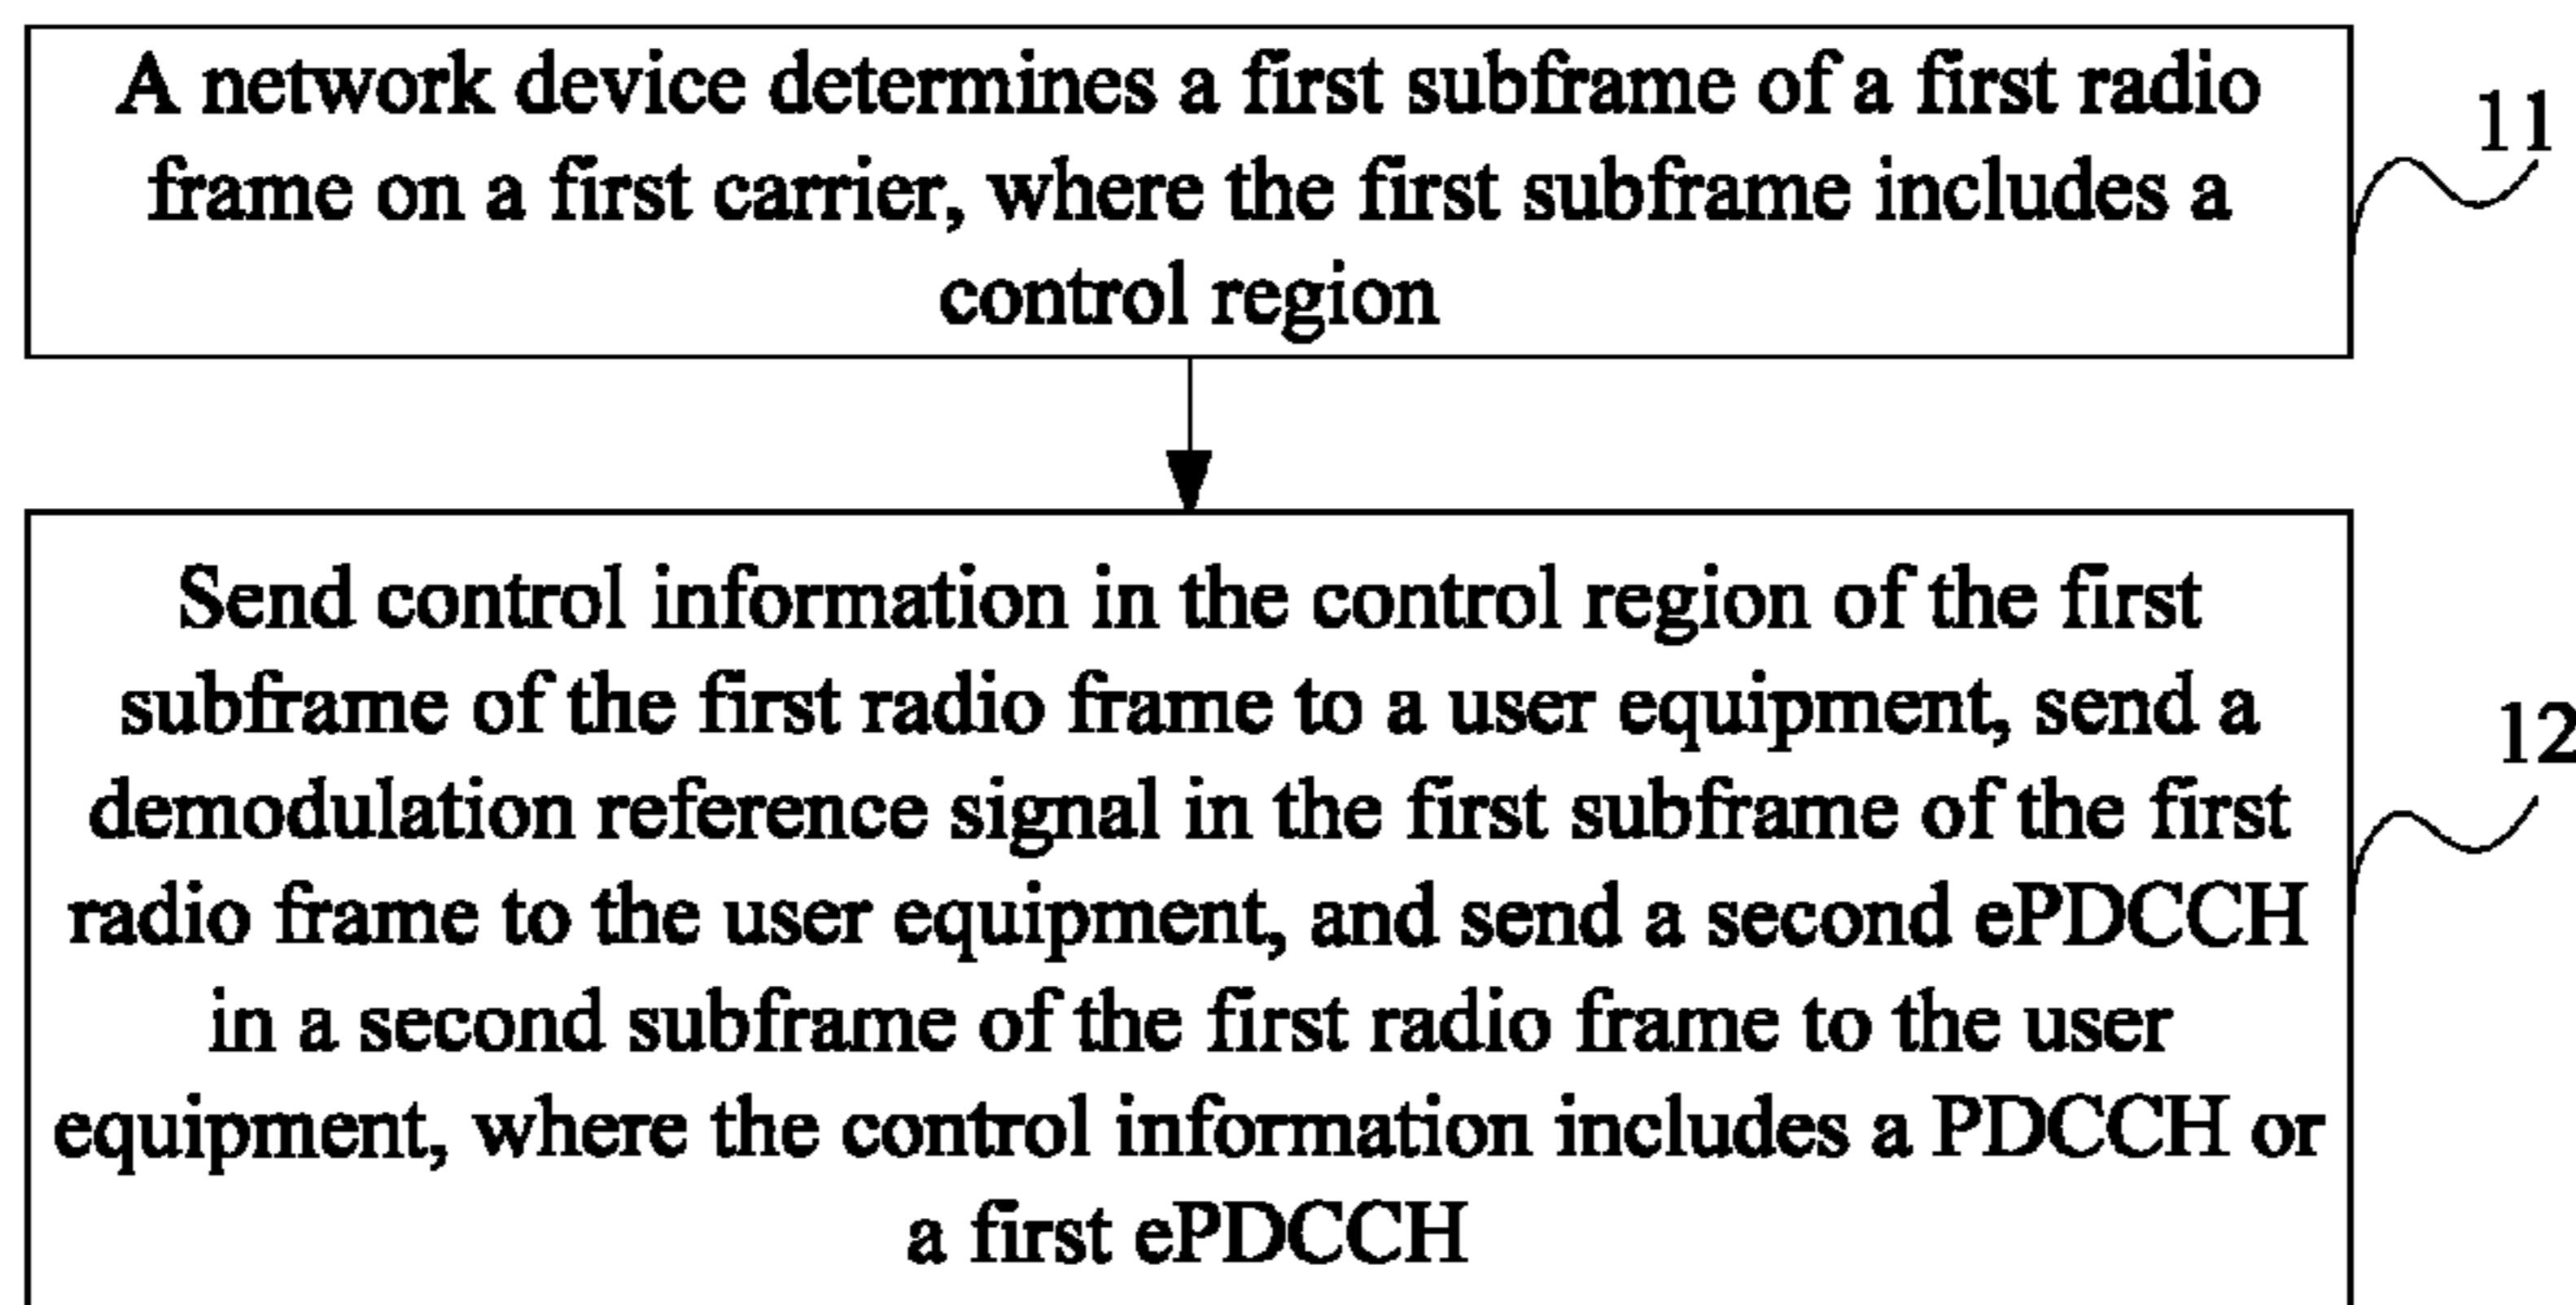 A network device determines a first subframe of a first radio
frame on a first carrier, where the first subframe includes a
control region
11
Send control information in the control region of the first
subframe of the first radio frame to a user equipment, send a
demodulation reference signal in the first subframe of the first
radio frame to the user equipment, and send a second ePDCCH
in a second subframe of the first radio frame to the user
equipment, where the control information includes a PDCCH or
a first ePDCCH
12